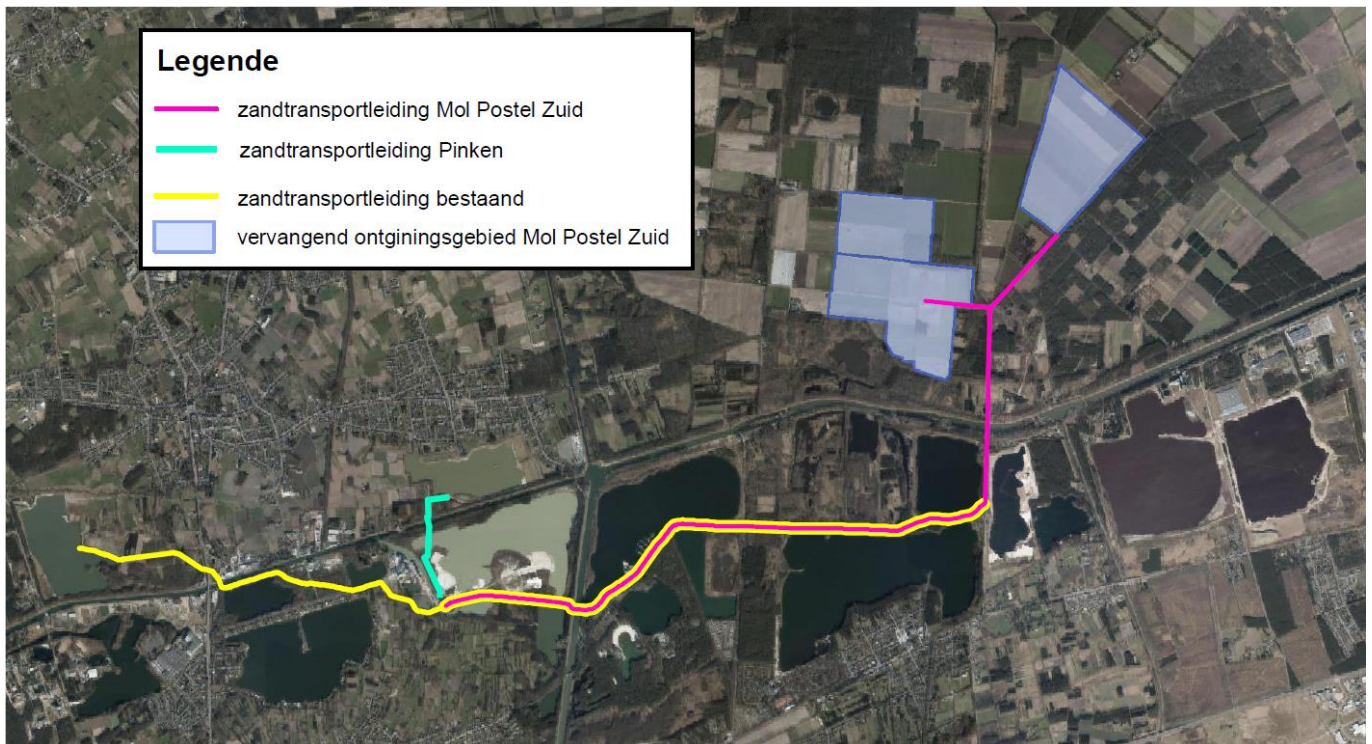 Legende
zandtransportleiding Mol Postel Zuid
zandtransportleiding Pinken
zandtransportleiding bestaand
vervangend ontginingsgebied Mol Postel Zuid